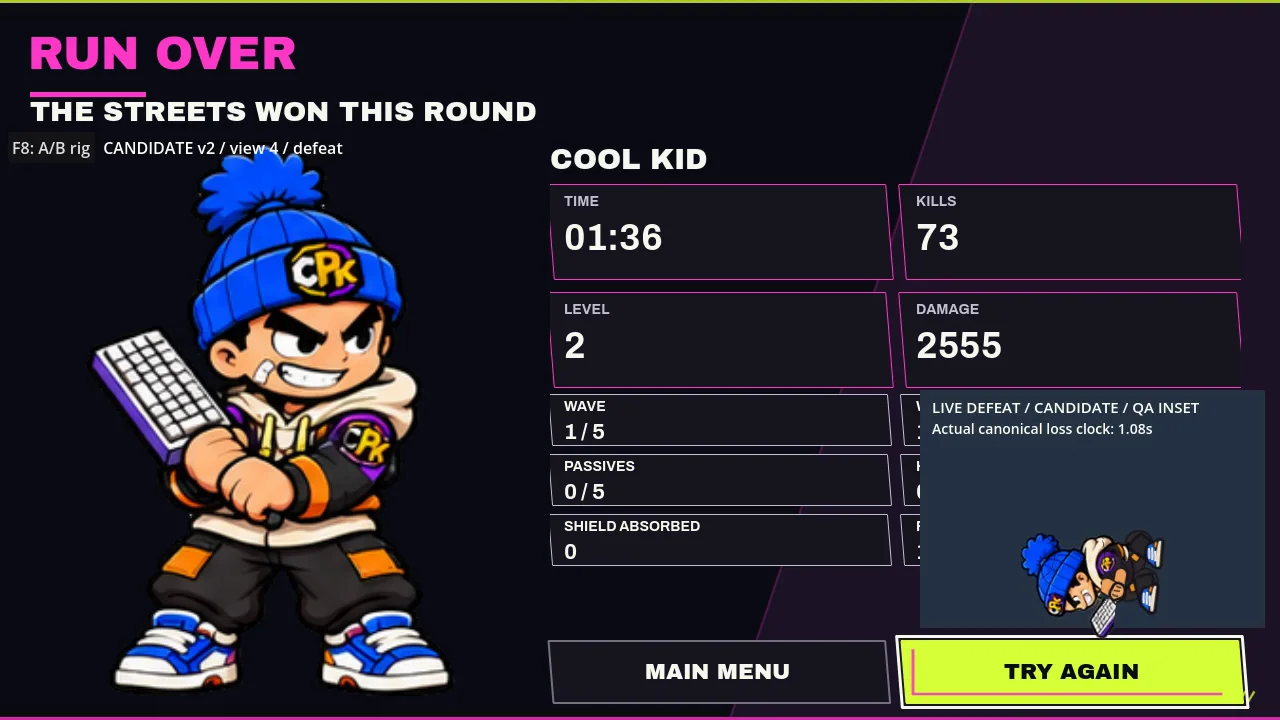 RUN OVER
THE STREETS WON THIS ROUND
F8: A/B rig CANDIDATE v2 / view 4 / defeat
CPK
CPK
COOL KID
TIME
01:36
KILLS
73
LEVEL
2
DAMAGE
2555
WAVE
1 / 5
PASSIVES
0 / 5
SHIELD ABSORBED
0
LIVE DEFEAT / CANDIDATE / QA INSET
Actual canonical loss clock: 1.08s
MAIN MENU
TRY AGAIN